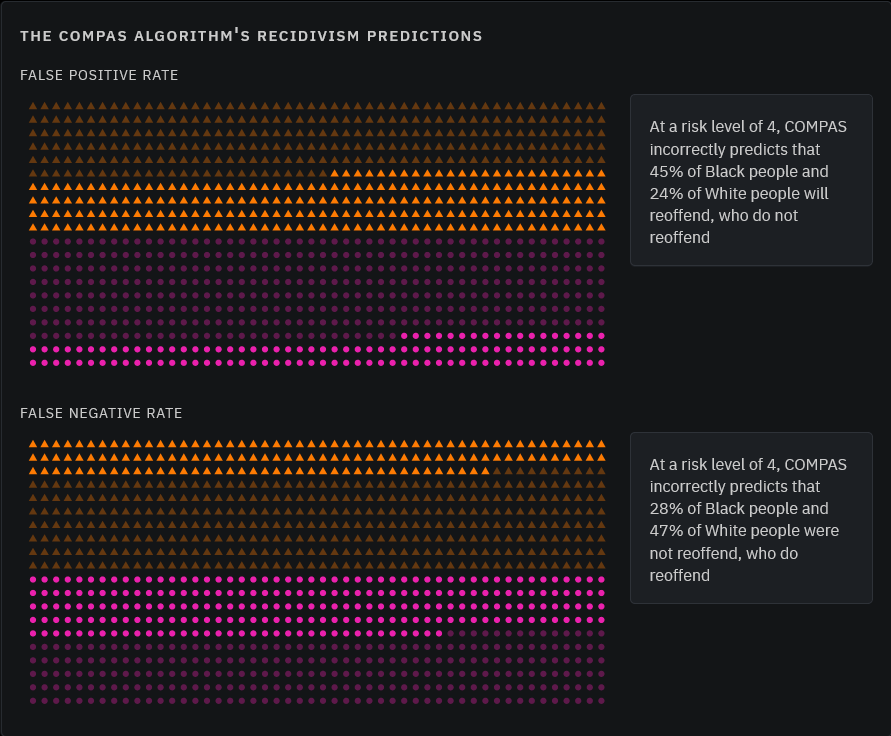 THE COMPAS ALGORITHM'S RECIDIVISM PREDICTIONS
FALSE POSITIVE RATE
At a risk level of 4, COMPAS
incorrectly predicts that
45% of Black people and
24% of White people will
reoffend, who do not
reoffend
FALSE NEGATIVE RATE
At a risk level of 4, COMPAS
incorrectly predicts that
28% of Black people and
47% of White people were
not reoffend, who do
reoffend